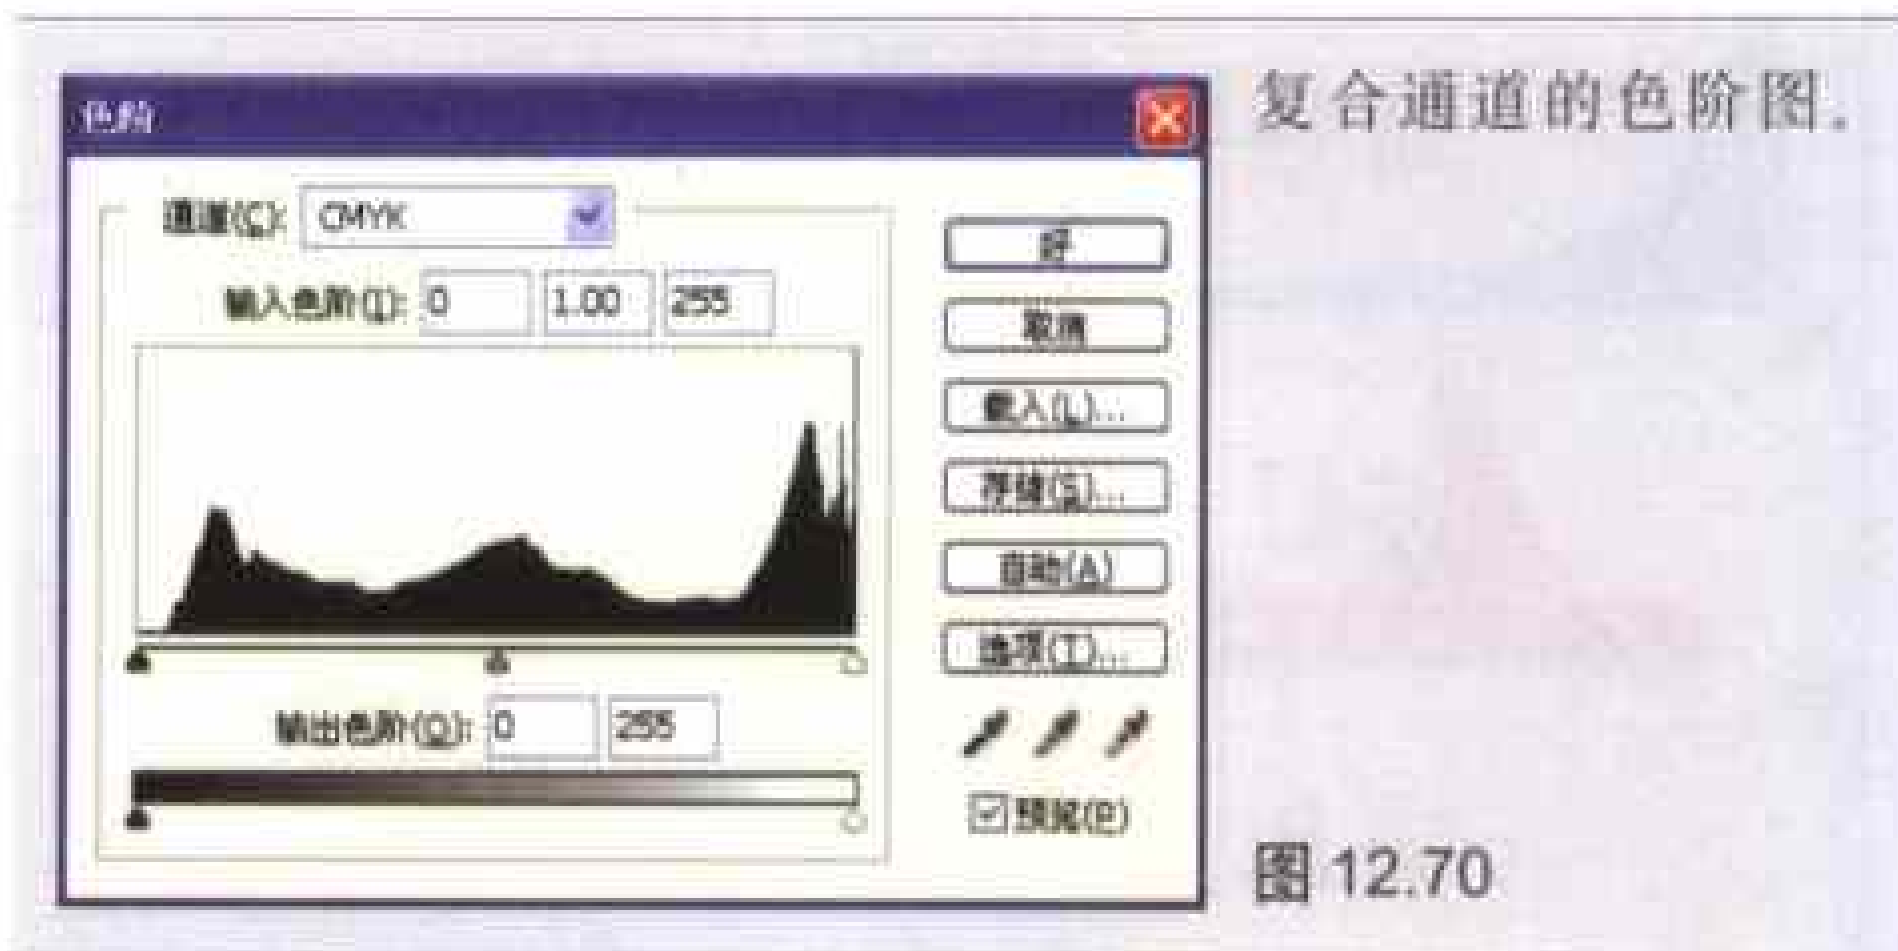 色阶
复合通道的色阶图。
通道(C): CMYK
好
输入色阶(I): 0 1.00 255
取消
载入(L)...
存储(S)...
自动(A)
选项(T)...
输出色阶(O): 0 255
预览(P)
图 12.70